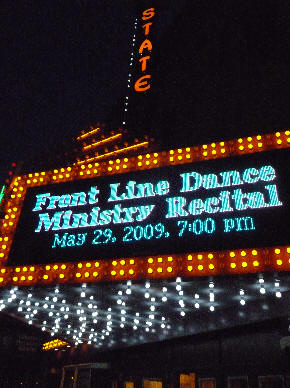 STATE
Front Line Dance
Ministry Recital
May 29, 2009, 7:00 pm